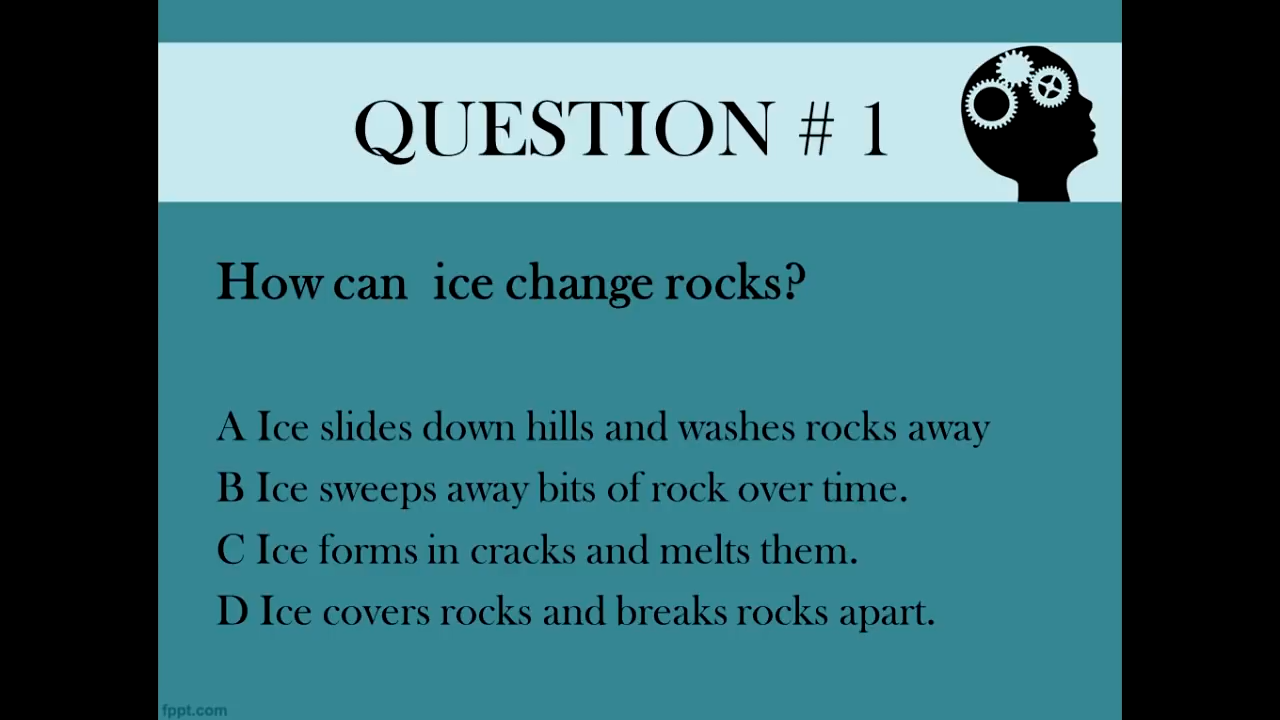 QUESTION # 1
How can  ice change rocks?
A Ice slides down hills and washes rocks away
B Ice sweeps away bits of rock over time.
C Ice forms in cracks and melts them.
D Ice covers rocks and breaks rocks apart.
fppt.com